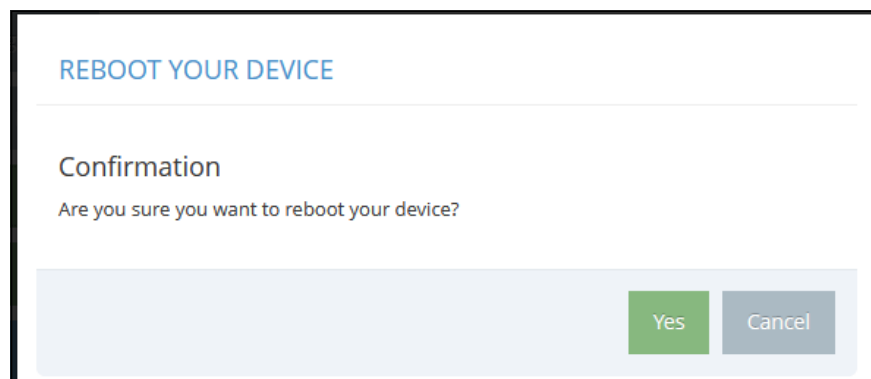 REBOOT YOUR DEVICE
Confirmation
Are you sure you want to reboot your device?
Yes Cancel